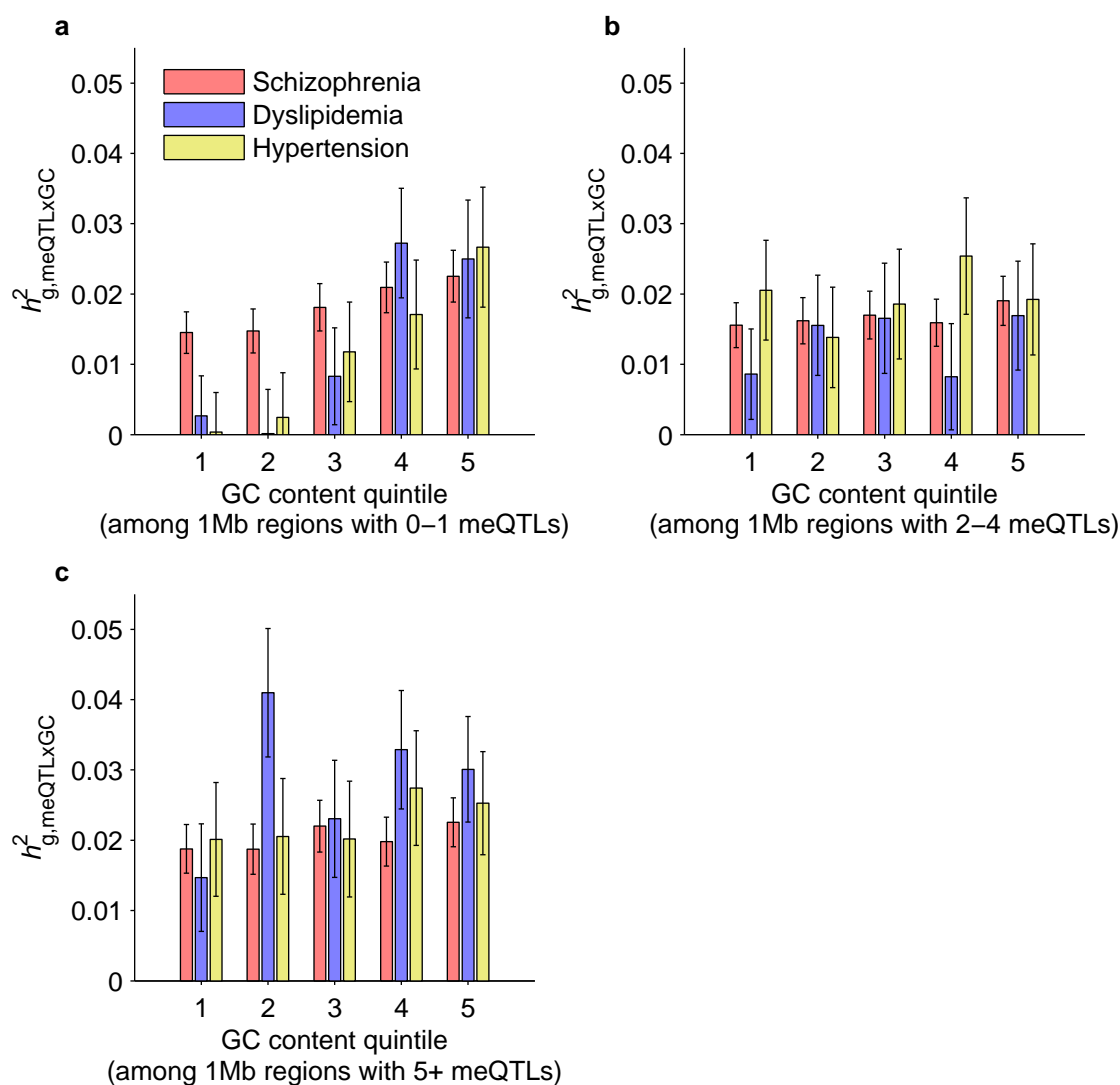 a
0.05
0.04
0.03
0.02
0.01
0
h²g,meQTLxGC
Schizophrenia
Dyslipidemia
Hypertension
1 2 3 4 5
GC content quintile
(among 1Mb regions with 0−1 meQTLs)
b
0.05
0.04
0.03
0.02
0.01
0
h²g,meQTLxGC
1 2 3 4 5
GC content quintile
(among 1Mb regions with 2−4 meQTLs)
c
0.05
0.04
0.03
0.02
0.01
0
h²g,meQTLxGC
1 2 3 4 5
GC content quintile
(among 1Mb regions with 5+ meQTLs)